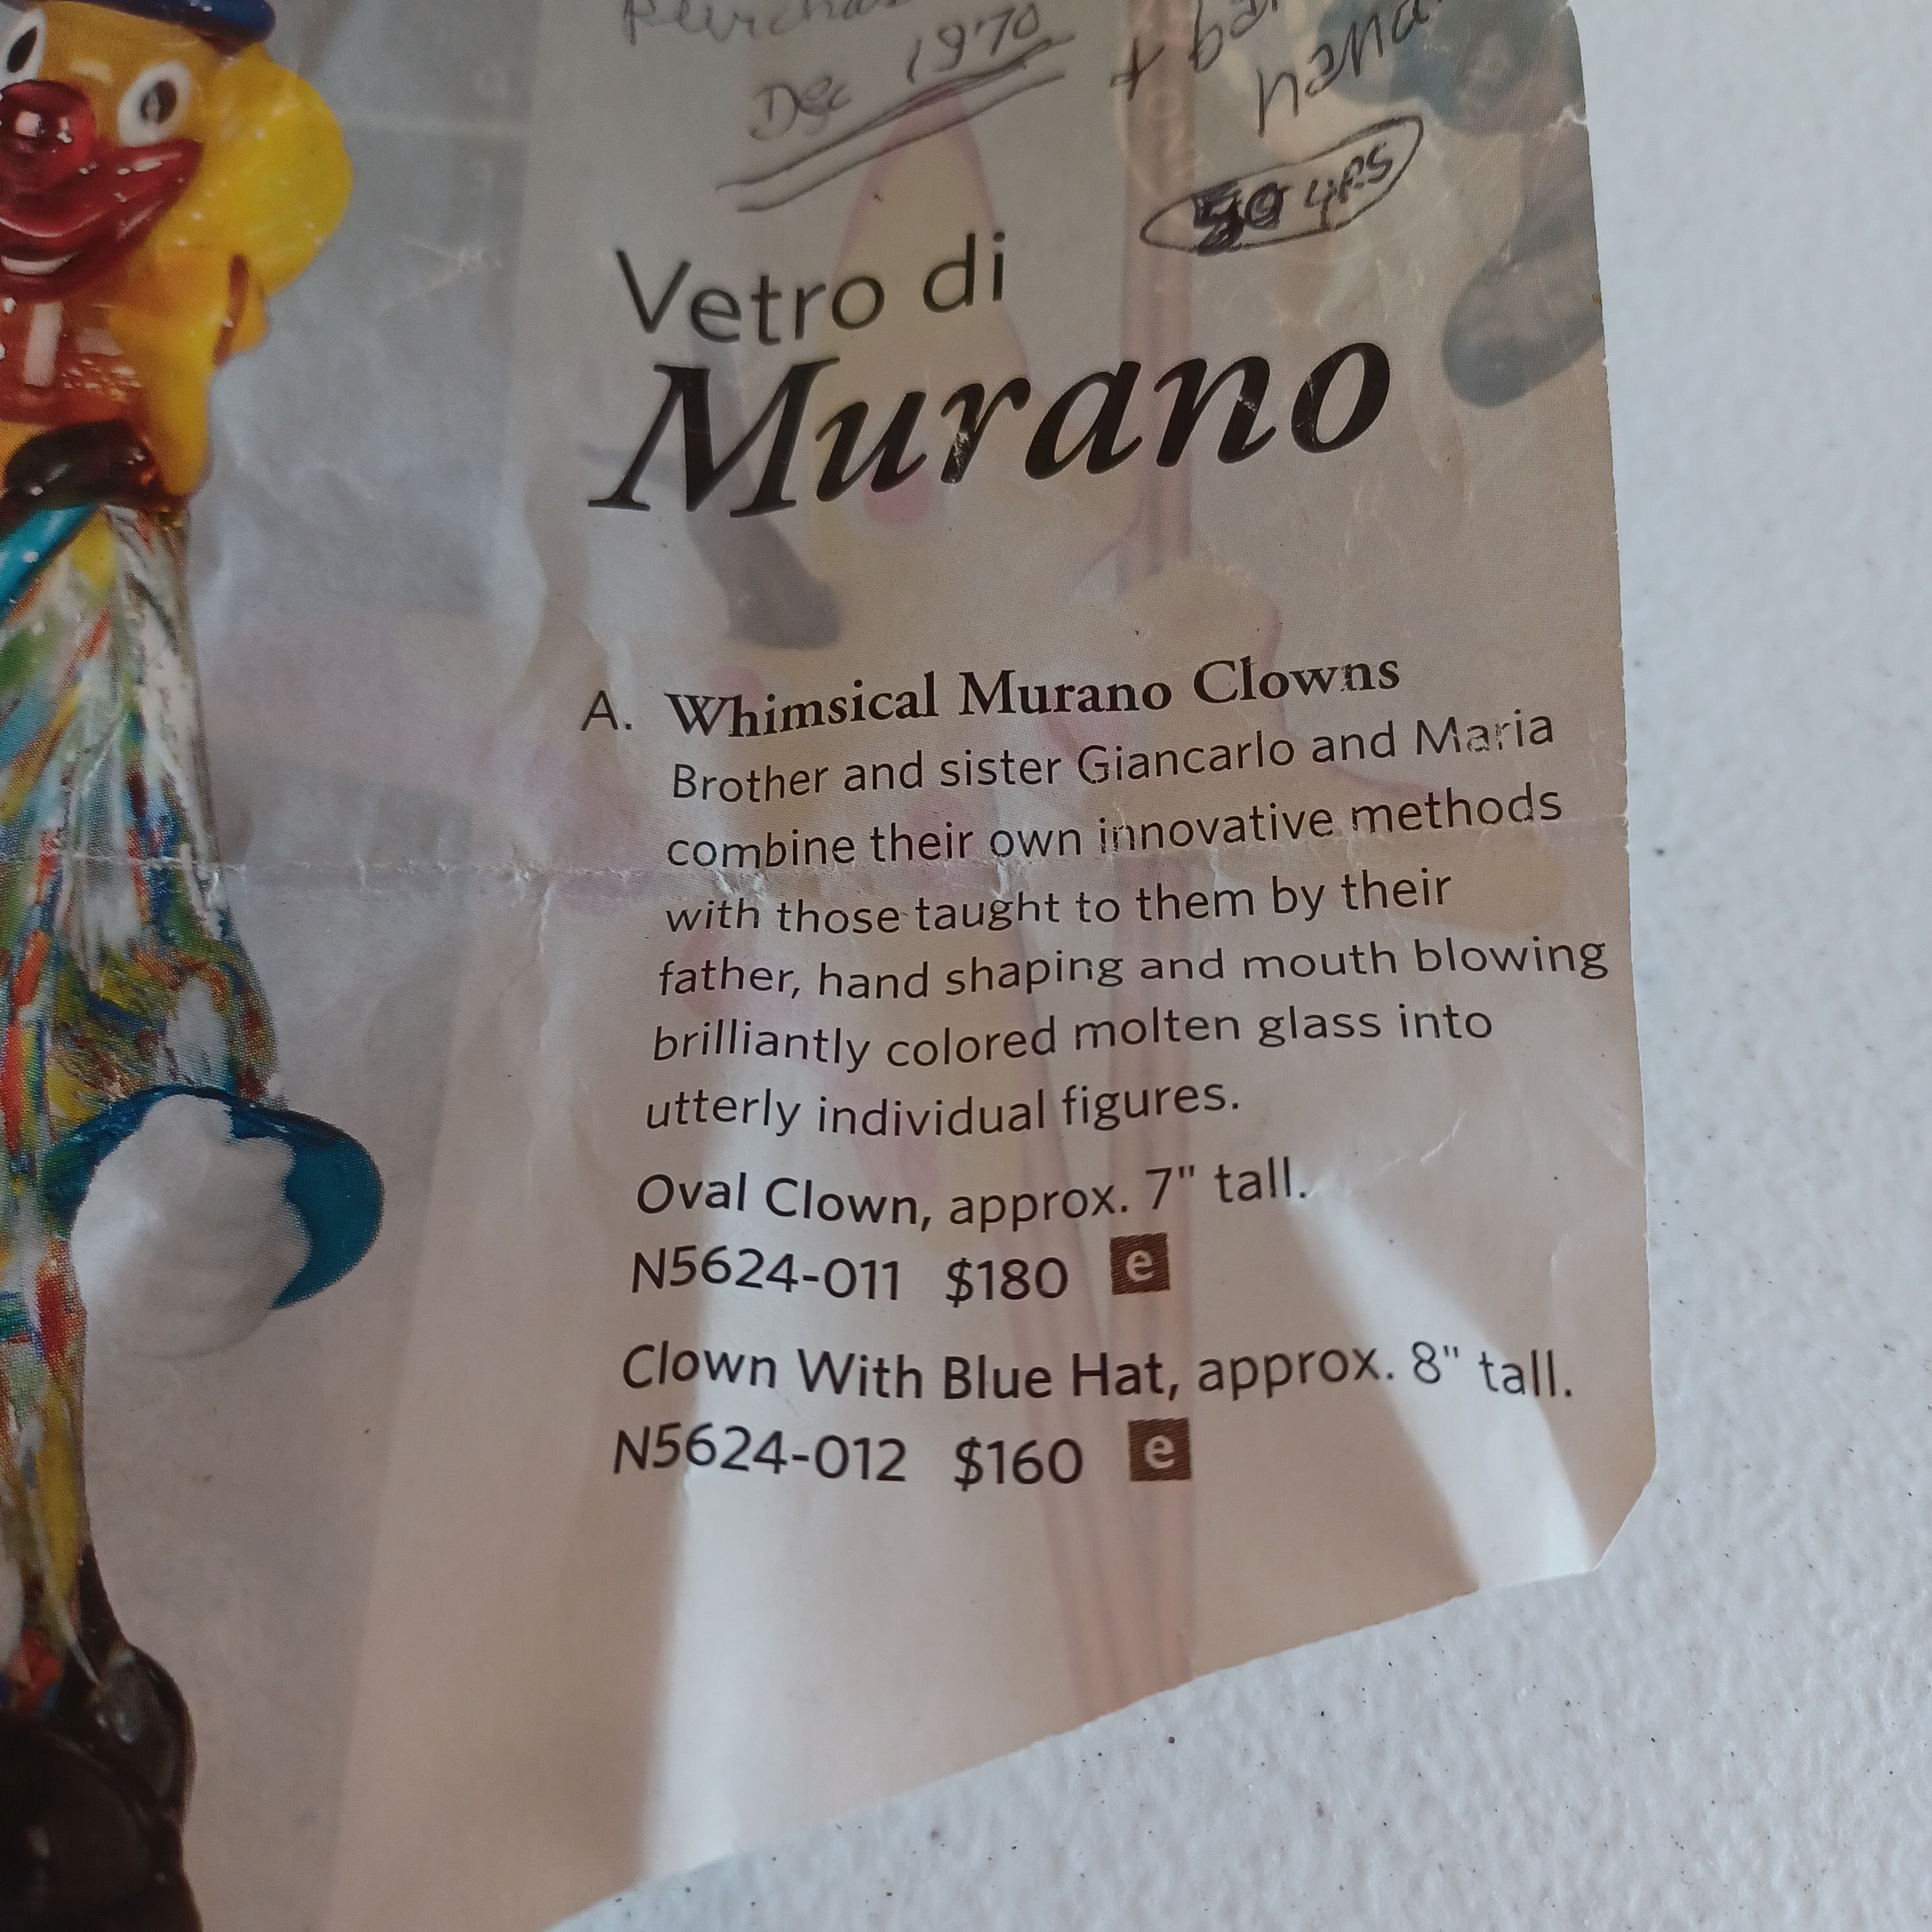 Dec 1970
yrs
Vetro di
Murano
A. Whimsical Murano Clowns
Brother and sister Giancarlo and Maria
combine their own innovative methods
with those taught to them by their
father, hand shaping and mouth blowing
brilliantly colored molten glass into
utterly individual figures.
Oval Clown, approx. 7" tall.
N5624-011 $180 e
Clown With Blue Hat, approx. 8" tall.
N5624-012 $160 e